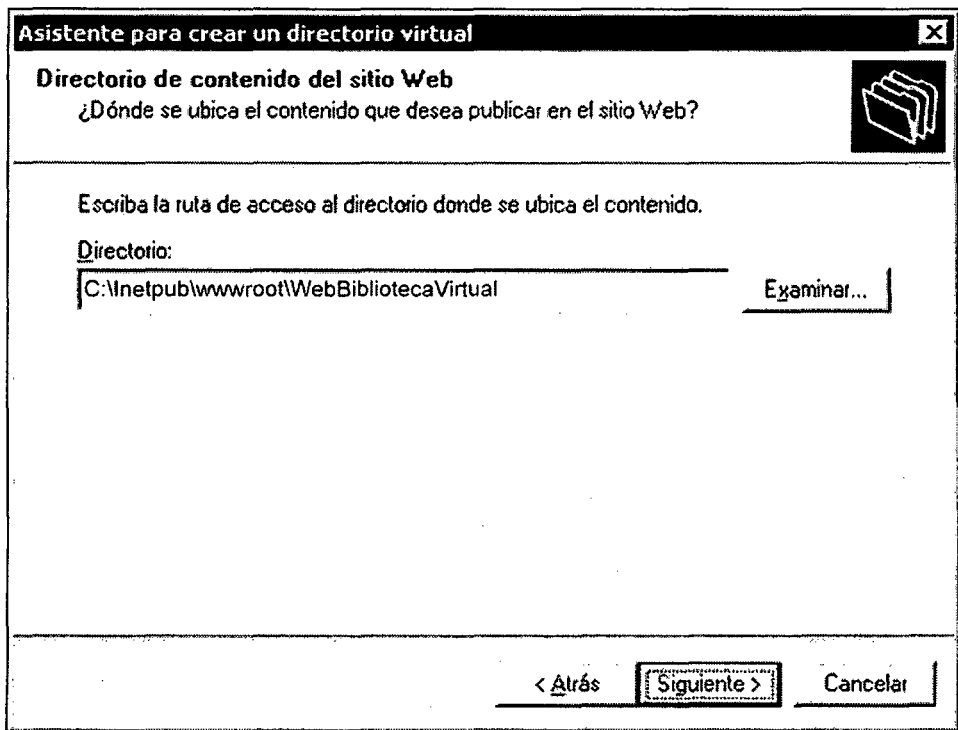 Asistente para crear un directorio virtual
Directorio de contenido del sitio Web
¿Dónde se ubica el contenido que desea publicar en el sitio Web?
Escriba la ruta de acceso al directorio donde se ubica el contenido.
Directorio:
C:\Inetpub\wwwroot\WebBibliotecaVirtual
Examinar...
< Atrás
Siguiente >
Cancelar